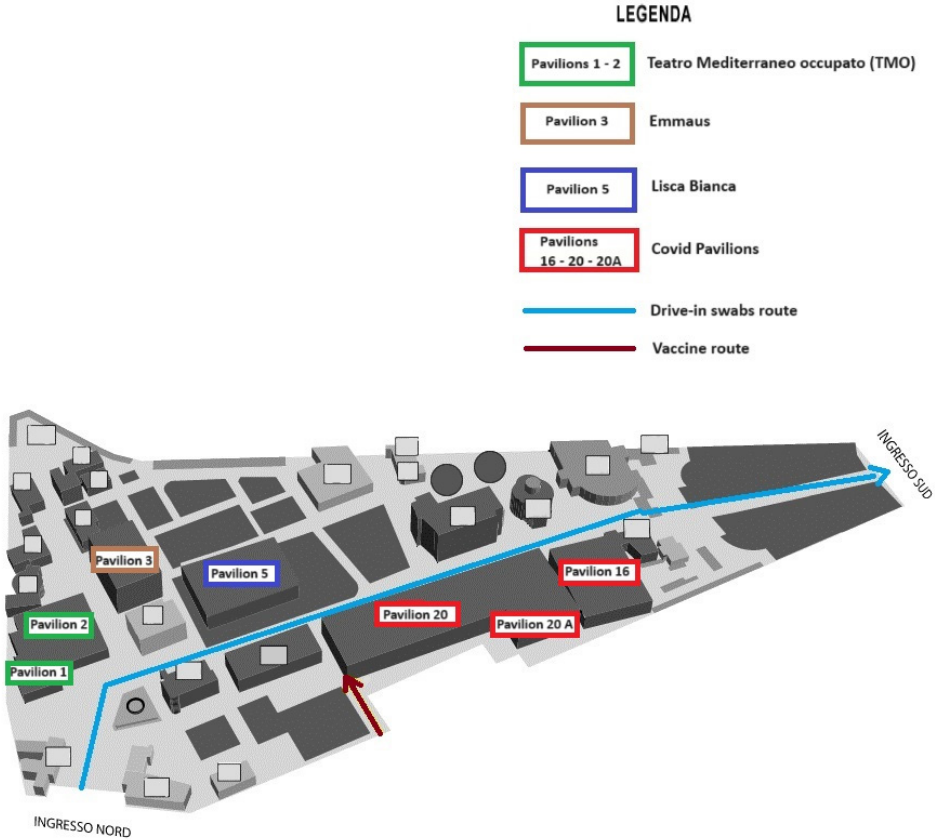 LEGENDA
Pavilions 1 - 2
Teatro Mediterraneo occupato (TMO)
Pavilion 3
Emmaus
Pavilion 5
Lisca Bianca
Pavilions
16 - 20 - 20A
Covid Pavilions
Drive-in swabs route
Vaccine route
INGRESSO SUD
Pavilion 3
Pavilion 5
Pavilion 16
Pavilion 20
Pavilion 2
Pavilion 20 A
Pavilion 1
INGRESSO NORD